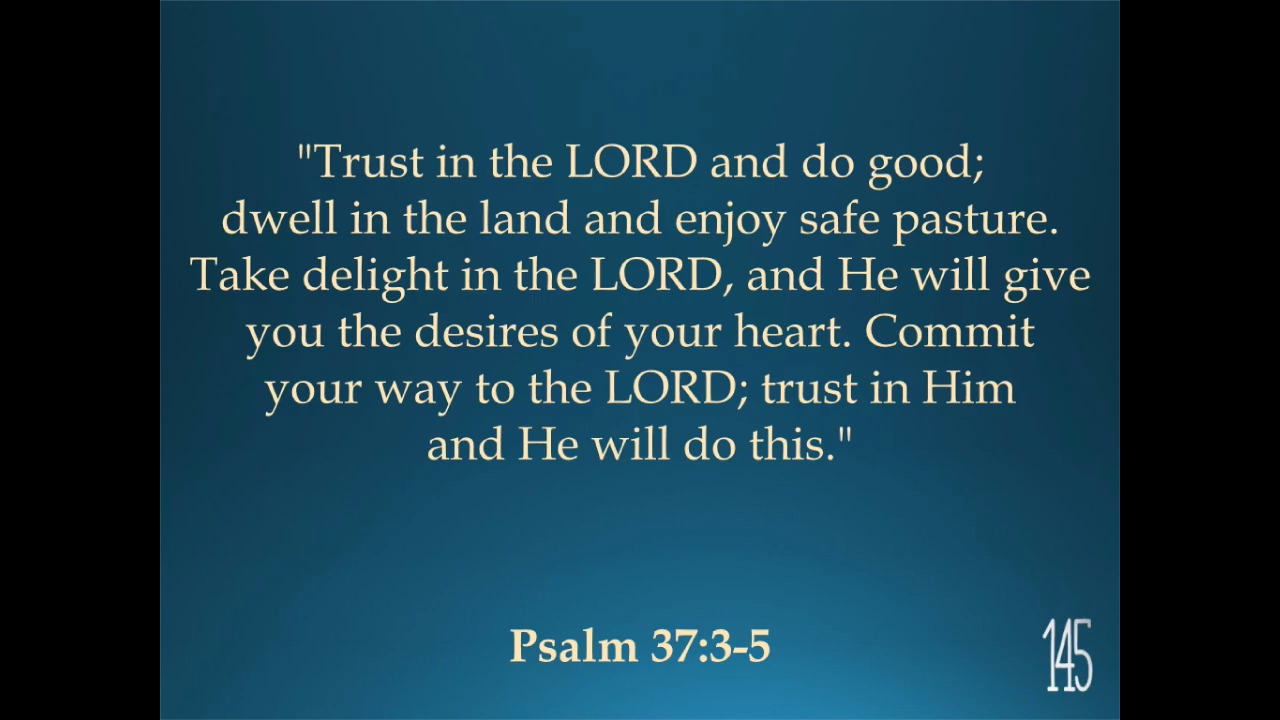 "Trust in the LORD and do good;
dwell in the land and enjoy safe pasture.
Take delight in the LORD, and He will give
you the desires of your heart. Commit
your way to the LORD; trust in Him
and He will do this."
Psalm 37:3-5
145